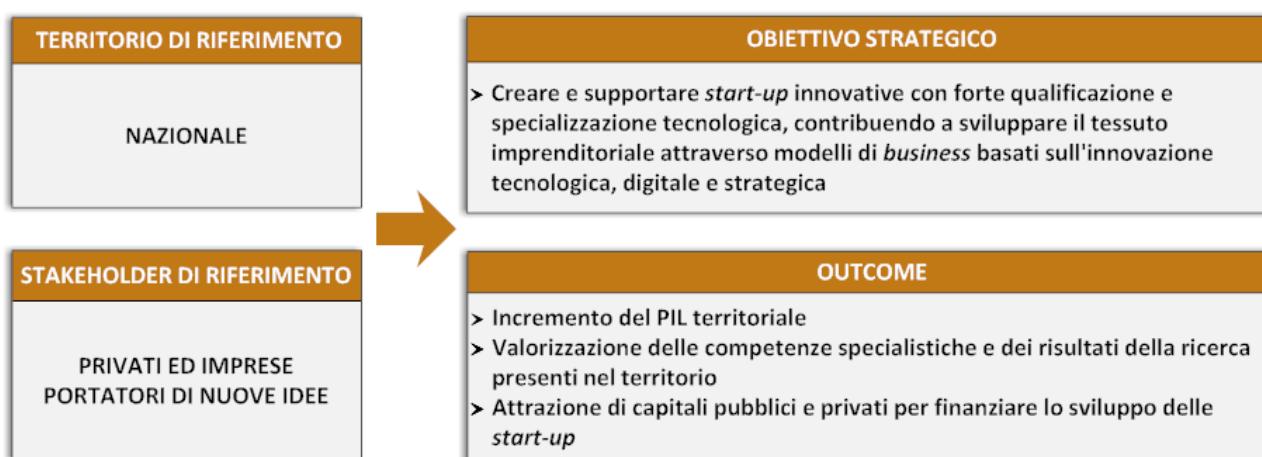 TERRITORIO DI RIFERIMENTO
NAZIONALE
STAKEHOLDER DI RIFERIMENTO
PRIVATI ED IMPRESE
PORTATORI DI NUOVE IDEE
OBIETTIVO STRATEGICO
➤ Creare e supportare start-up innovative con forte qualificazione e
specializzazione tecnologica, contribuendo a sviluppare il tessuto
imprenditoriale attraverso modelli di business basati sull'innovazione
tecnologica, digitale e strategica
OUTCOME
➤ Incremento del PIL territoriale
➤ Valorizzazione delle competenze specialistiche e dei risultati della ricerca
presenti nel territorio
➤ Attrazione di capitali pubblici e privati per finanziare lo sviluppo delle
start-up